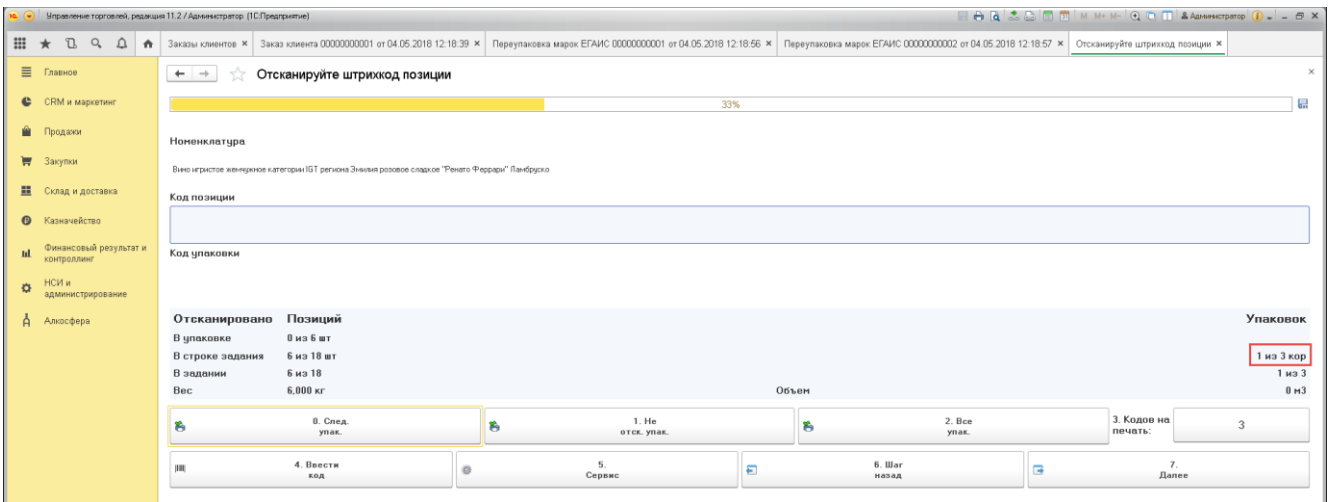 Управление торговлей, редакция 11.2 / Администратор (1С:Предприятие)
M M+ M-
Администратор
Заказы клиентов × Заказ клиента 00000000001 от 04.05.2018 12:18:39 × Переупаковка марок ЕГАИС 00000000001 от 04.05.2018 12:18:56 × Переупаковка марок ЕГАИС 00000000002 от 04.05.2018 12:18:57 × Отсканируйте штрихкод позиции ×
Главное
CRM и маркетинг
Продажи
Закупки
Склад и доставка
Казначейство
Финансовый результат и
контроллинг
НСИ и
администрирование
Алкосфера
Отсканируйте штрихкод позиции
33%
Номенклатура
Вино игристое жемчужное категории IGT региона Эмилия розовое сладкое "Ренато Феррари" Ламбруско
Код позиции
Код упаковки
Отсканировано Позиций Упаковок
В упаковке 0 из 6 шт
В строке задания 6 из 18 шт 1 из 3 кор
В задании 6 из 18 1 из 3
Вес 6,000 кг Объем 0 м3
0. След.
упак.
1. Не
отск. упак.
2. Все
упак.
3. Кодов на
печать:
3
4. Ввести
код
5.
Сервис
6. Шаг
назад
7.
Далее